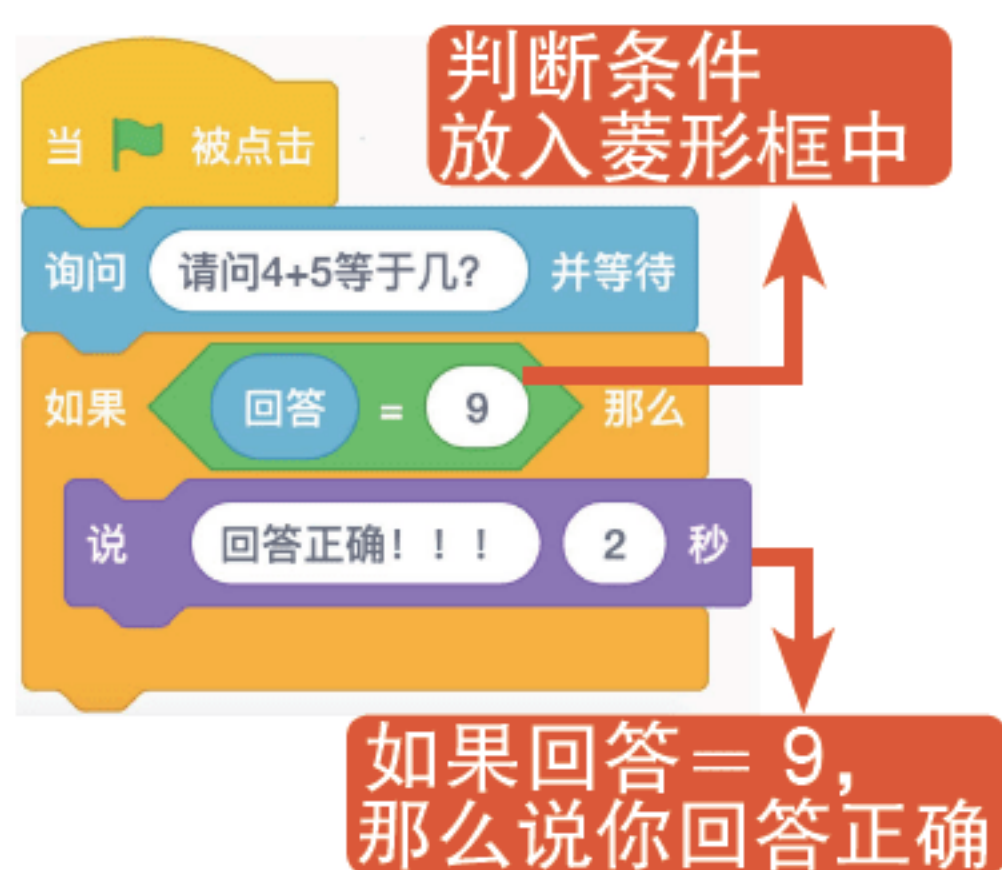 判断条件
放入菱形框中
当 被点击
询问 请问4+5等于几? 并等待
如果 回答 = 9 那么
说 回答正确！！！ 2 秒
如果回答＝ 9,
那么说你回答正确